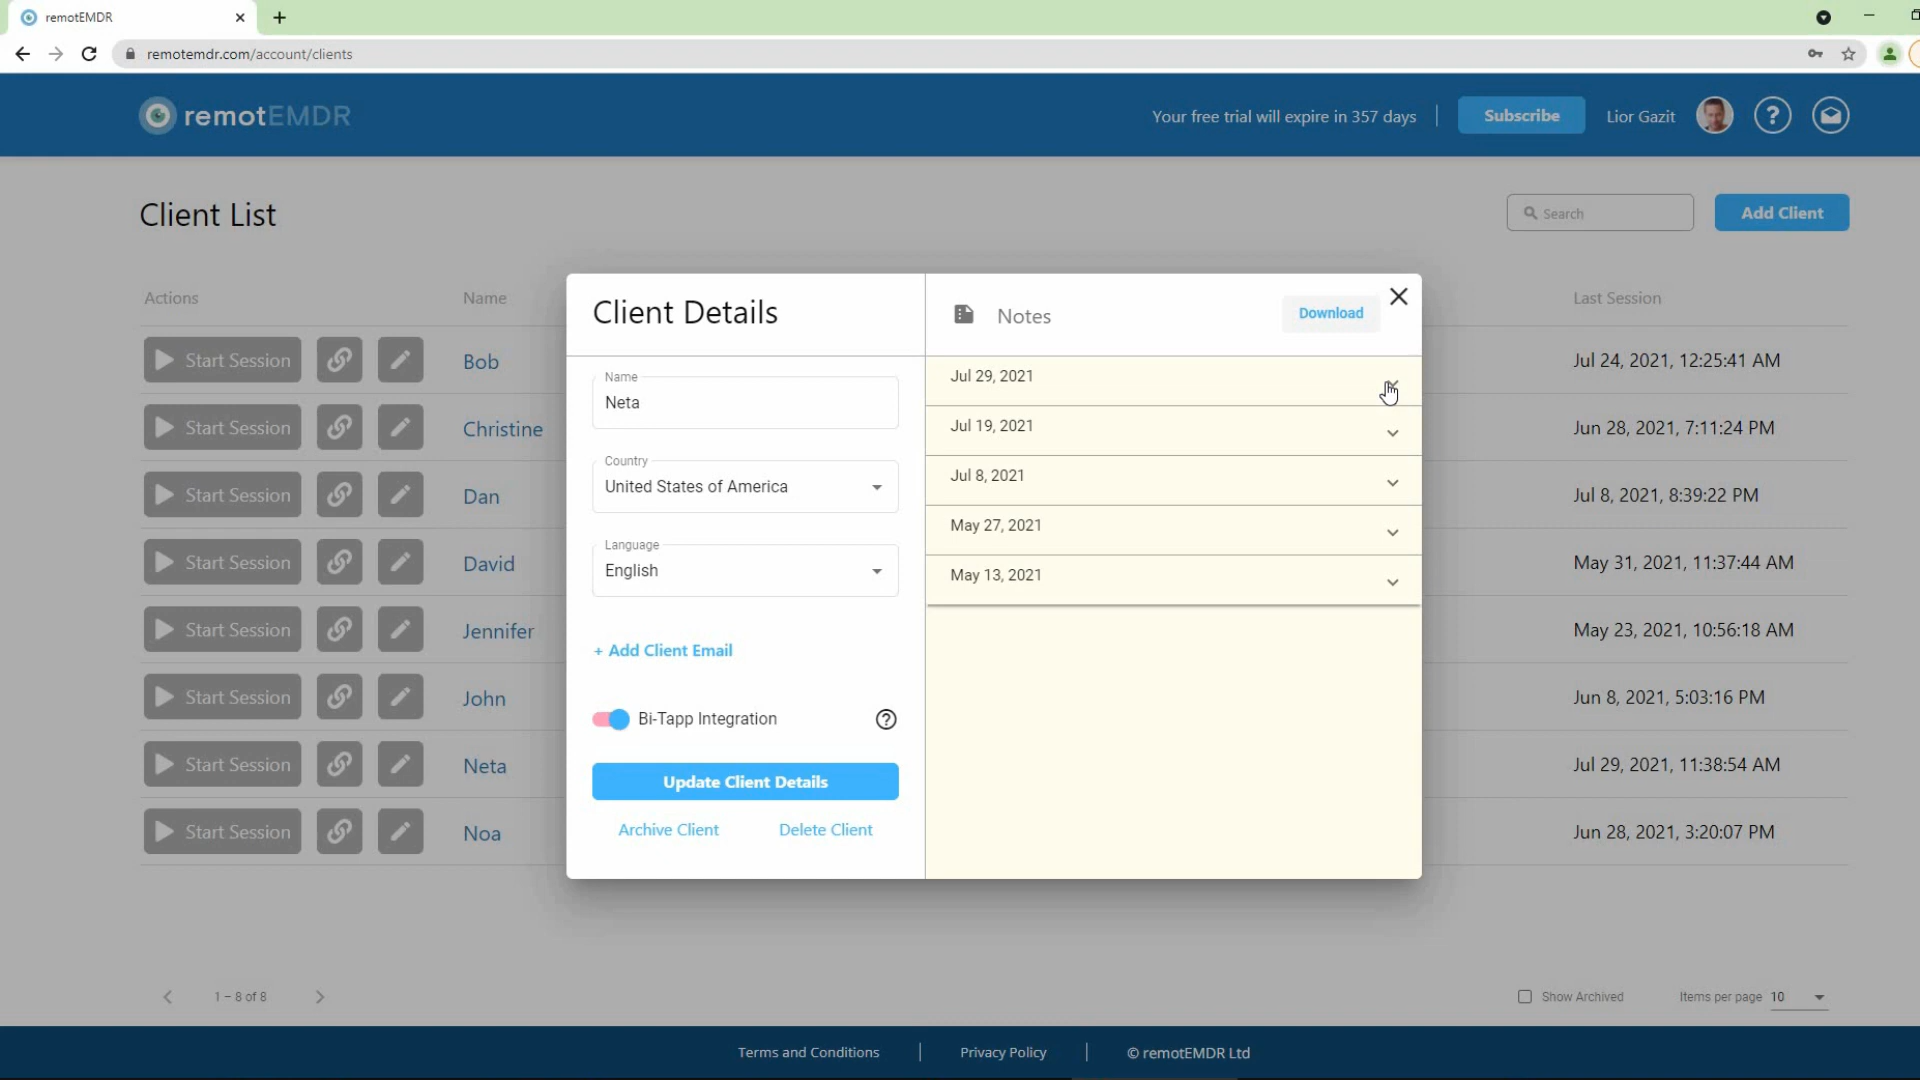 remotEMDR
remotemdr.com/account/clients
remotEMDR
Your free trial will expire in 357 days
Subscribe
Lior Gazit
?
Client List
Search
Add Client
Actions
Name
Last Session
Start Session
Bob
Jul 24, 2021, 12:25:41 AM
Start Session
Christine
Jun 28, 2021, 7:11:24 PM
Start Session
Dan
Jul 8, 2021, 8:39:22 PM
Start Session
David
May 31, 2021, 11:37:44 AM
Start Session
Jennifer
May 23, 2021, 10:56:18 AM
Start Session
John
Jun 8, 2021, 5:03:16 PM
Start Session
Neta
Jul 29, 2021, 11:38:54 AM
Start Session
Noa
Jun 28, 2021, 3:20:07 PM
Client Details
Name
Neta
Country
United States of America
Language
English
+ Add Client Email
Bi-Tapp Integration
?
Update Client Details
Archive Client
Delete Client
Notes
Download
Jul 29, 2021
Jul 19, 2021
Jul 8, 2021
May 27, 2021
May 13, 2021
1 – 8 of 8
Show Archived
Items per page 10
Terms and Conditions
Privacy Policy
© remotEMDR Ltd